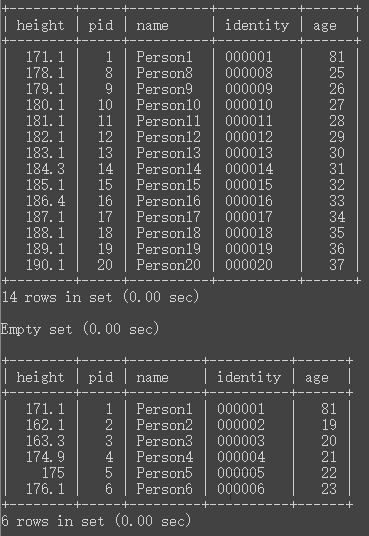 +--------+-----+----------+----------+------+
| height | pid | name     | identity | age  |
+--------+-----+----------+----------+------+
|  171.1 |   1 | Person1  | 000001   |   81
|  178.1 |   8 | Person8  | 000008   |   25
|  179.1 |   9 | Person9  | 000009   |   26
|  180.1 |  10 | Person10 | 000010   |   27
|  181.1 |  11 | Person11 | 000011   |   28
|  182.1 |  12 | Person12 | 000012   |   29
|  183.1 |  13 | Person13 | 000013   |   30
|  184.3 |  14 | Person14 | 000014   |   31
|  185.1 |  15 | Person15 | 000015   |   32
|  186.4 |  16 | Person16 | 000016   |   33
|  187.1 |  17 | Person17 | 000017   |   34
|  188.1 |  18 | Person18 | 000018   |   35
|  189.1 |  19 | Person19 | 000019   |   36
|  190.1 |  20 | Person20 | 000020   |   37
+--------+-----+----------+----------+------+
14 rows in set (0.00 sec)
Empty set (0.00 sec)
+--------+-----+---------+----------+------+
| height | pid | name    | identity | age  |
+--------+-----+---------+----------+------+
|  171.1 |   1 | Person1 | 000001   |   81 |
|  162.1 |   2 | Person2 | 000002   |   19 |
|  163.3 |   3 | Person3 | 000003   |   20 |
|  174.9 |   4 | Person4 | 000004   |   21 |
|    175 |   5 | Person5 | 000005   |   22 |
|  176.1 |   6 | Person6 | 000006   |   23 |
+--------+-----+---------+----------+------+
6 rows in set (0.00 sec)